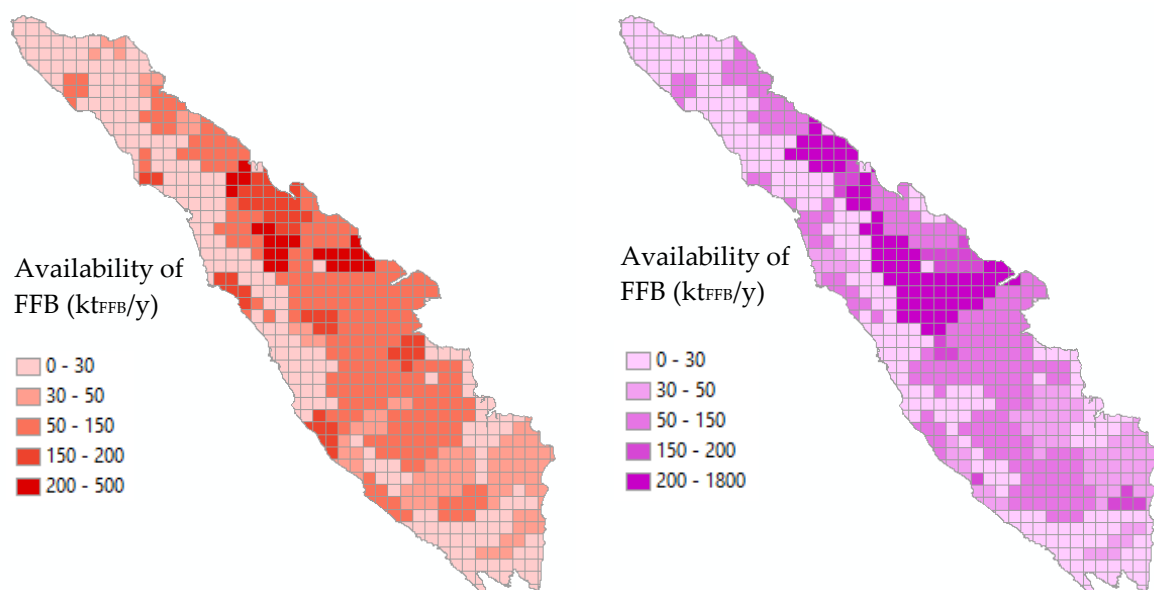 Availability of
FFB (ktFFB/y)
0 - 30
30 - 50
50 - 150
150 - 200
200 - 500
Availability of
FFB (ktFFB/y)
0 - 30
30 - 50
50 - 150
150 - 200
200 - 1800